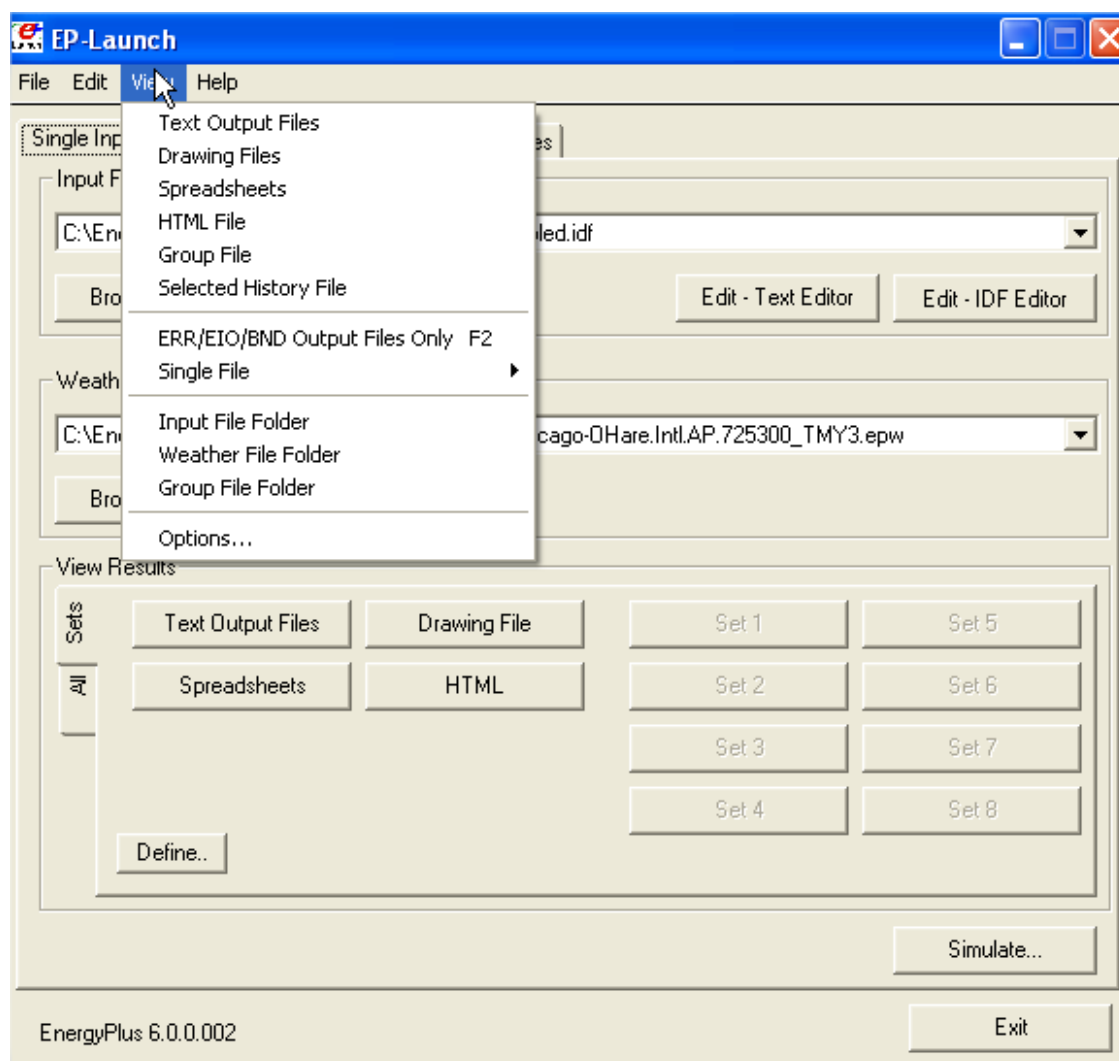 EP-Launch
File Edit View Help
Text Output Files
Drawing Files
Spreadsheets
HTML File
Group File
Selected History File
ERR/EIO/BND Output Files Only F2
Single File
Input File Folder
Weather File Folder
Group File Folder
Options...
Single Inp es
Input F
C:\En led.idf
Bro Edit - Text Editor Edit - IDF Editor
Weath
C:\En cago-OHare.Intl.AP.725300_TMY3.epw
Bro
View Results
Sets
All
Text Output Files Drawing File Set 1 Set 5
Spreadsheets HTML Set 2 Set 6
Set 3 Set 7
Set 4 Set 8
Define..
Simulate...
EnergyPlus 6.0.0.002 Exit